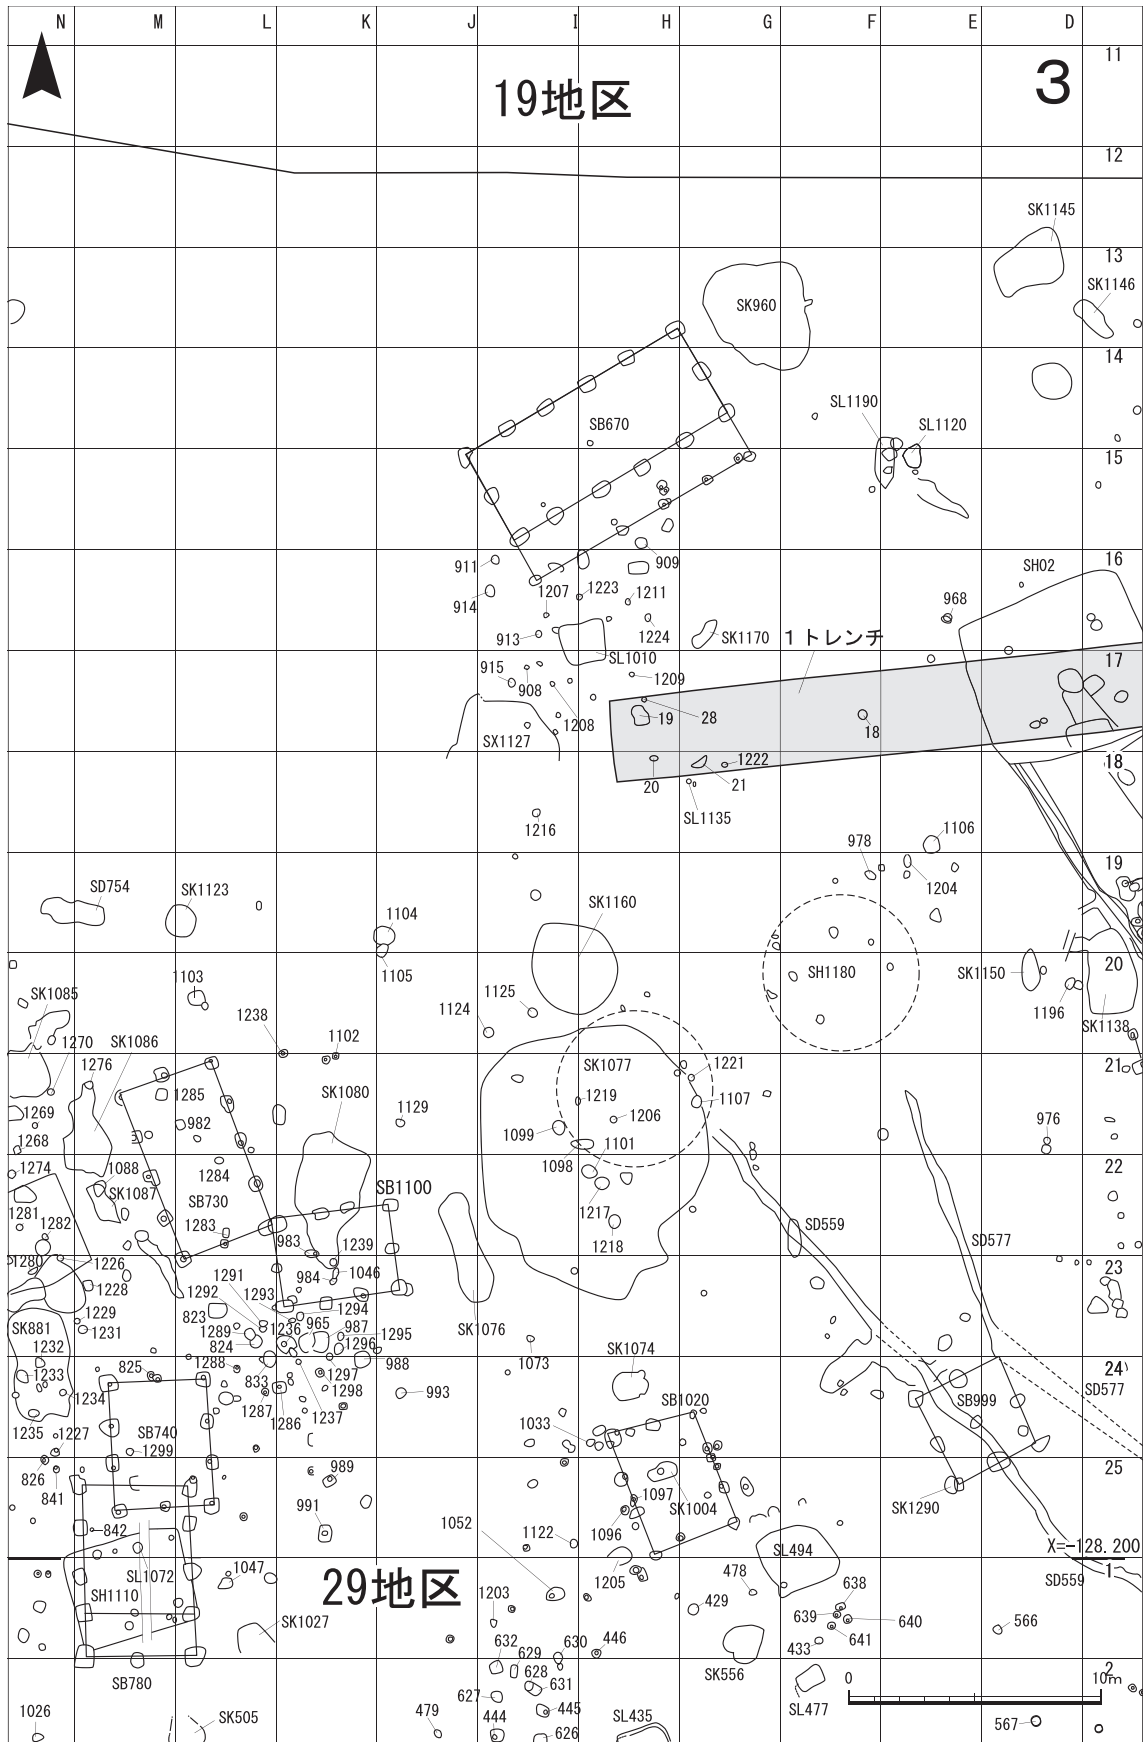 N M L K J I H G F E D
11
19地区
3
12
SK1145
13
SK1146
SK960
14
SL1190
SL1120
SB670
15
16
911
909
SH02
914
1207
1223
1211
968
913
1224
SK1170
1トレンチ
SL1010
17
915
908
1209
1208
19
28
18
SX1127
18
1222
20
21
SL1135
1216
978
1106
19
1204
SD754
SK1123
1104
SK1160
1105
1103
20
SH1180
SK1150
SK1085
1238
1124
1125
1196
SK1138
1270
SK1086
1102
1276
SK1077
1221
21
1285
SK1080
1129
1219
1107
1269
982
1206
976
1268
1099
1101
1274
1088
1284
1098
22
SK1087
SB730
SB1100
1281
1283
1217
SD559
1282
983
1239
1218
SD577
1280
1226
984
1046
23
1228
1291
1292
1293
1294
1229
823
1236
965
987
SK881
1231
1289
1295
SK1076
1232
824
1296
SK1074
1233
825
1288
988
1073
24
833
1297
1234
1298
993
SB1020
SD577
1287
1286
1237
1033
SB999
1235
1227
SB740
1299
25
826
989
1097
SK1004
SK1290
841
991
1096
842
1052
1122
X=-128.200
SL1072
1047
SL494
1
SH1110
29地区
1205
478
638
SD559
1203
429
639
640
SK1027
433
641
566
632
629
630
446
628
SK556
2
SB780
631
0
10m
627
SL477
1026
SK505
479
444
445
626
SL435
567